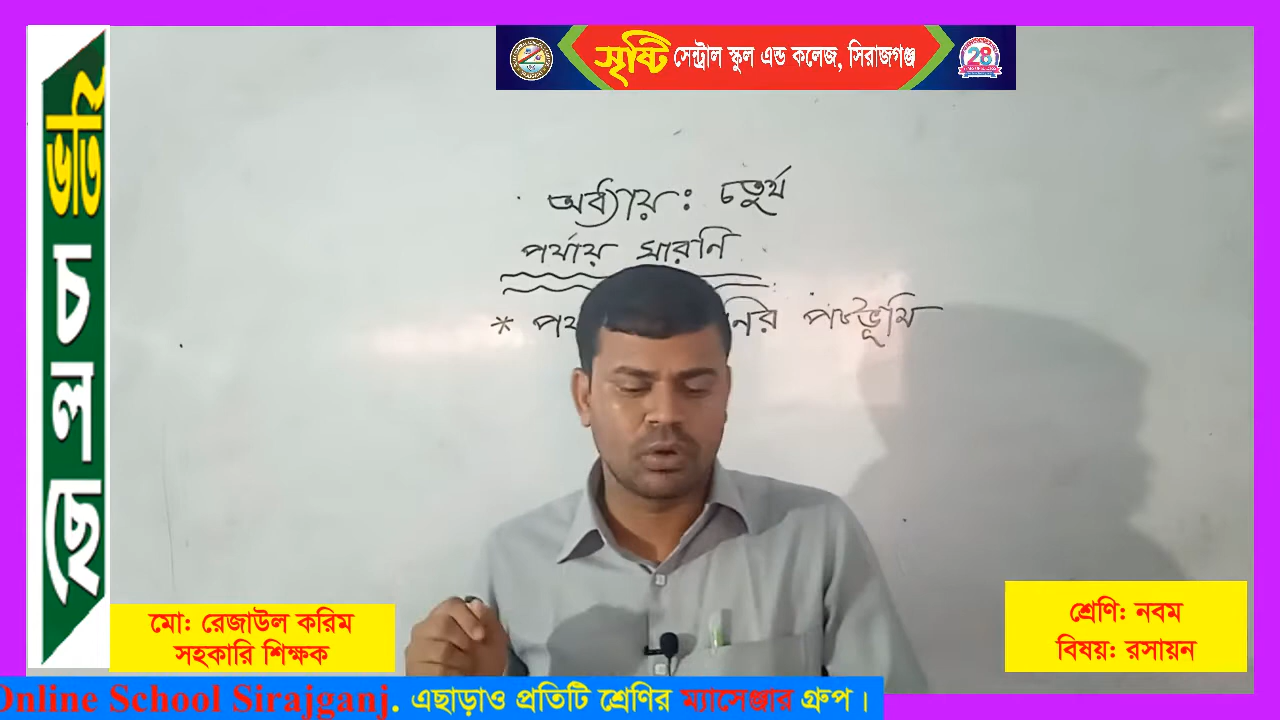 সৃষ্টি সেন্ট্রাল স্কুল এন্ড কলেজ, সিরাজগঞ্জ
28
ভর্তি চলছে
অধ্যায়ঃ চতুর্থ
পর্যায় সারণি
* পর্যা নির পটভূমি
মো: রেজাউল করিম
সহকারি শিক্ষক
শ্রেণি: নবম
বিষয়: রসায়ন
Online School Sirajganj. এছাড়াও প্রতিটি শ্রেণির ম্যাসেঞ্জার গ্রুপ।